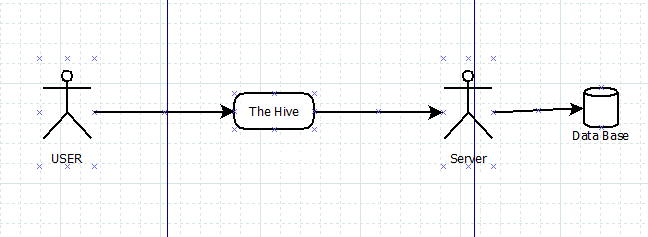 The Hive
Data Base
USER
Server